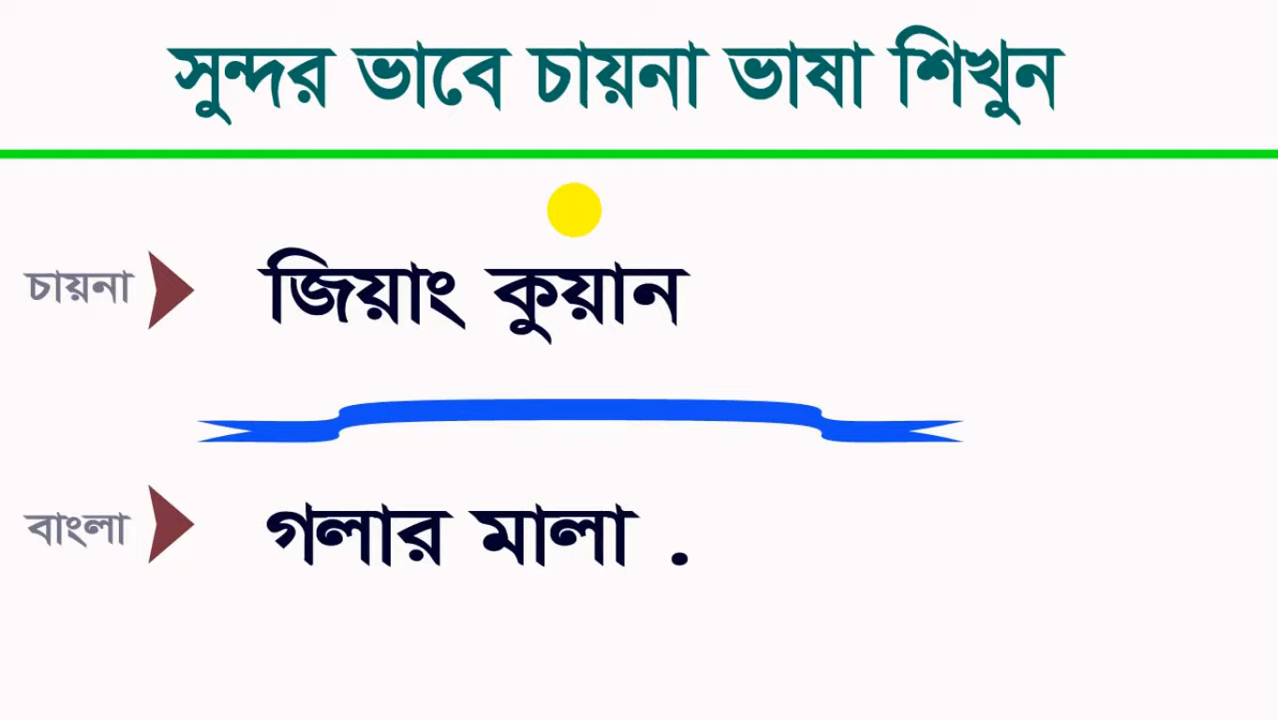 সুন্দর ভাবে চায়না ভাষা শিখুন
চায়না জিয়াং কুয়ান
বাংলা গলার মালা .